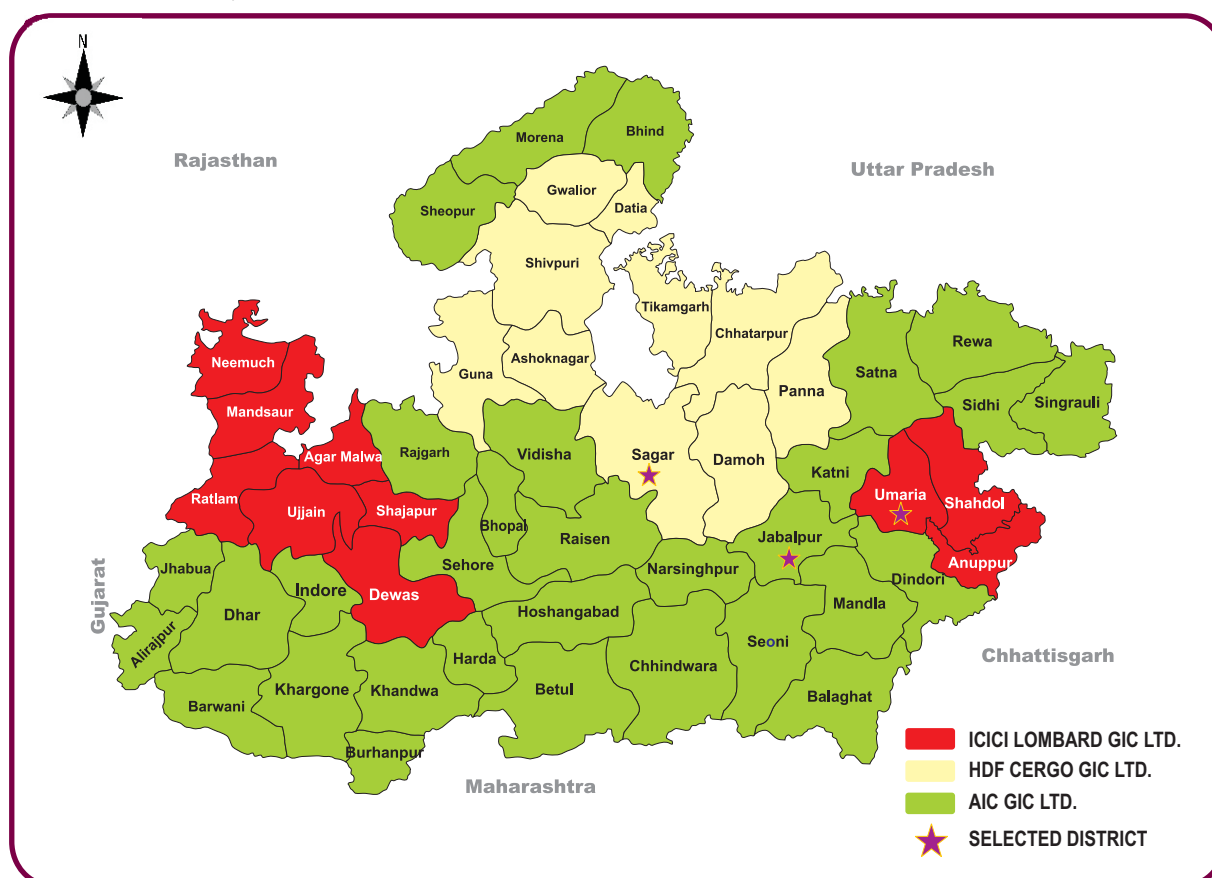 N
Rajasthan
Uttar Pradesh
Morena
Bhind
Gwalior
Datia
Sheopur
Shivpuri
Tikamgarh
Chhatarpur
Neemuch
Ashoknagar
Guna
Panna
Satna
Rewa
Sidhi
Singrauli
Mandsaur
Agar Malwa
Rajgarh
Vidisha
Sagar
Damoh
Katni
Ratlam
Ujjain
Shajapur
Bhopal
Raisen
Jabalpur
Umaria
Shahdol
Anuppur
Gujarat
Jhabua
Indore
Dewas
Sehore
Narsinghpur
Dindori
Alirajpur
Dhar
Hoshangabad
Mandla
Barwani
Khargone
Khandwa
Harda
Betul
Chhindwara
Seoni
Balaghat
Chhattisgarh
Burhanpur
Maharashtra
ICICI LOMBARD GIC LTD.
HDF CERGO GIC LTD.
AIC GIC LTD.
SELECTED DISTRICT